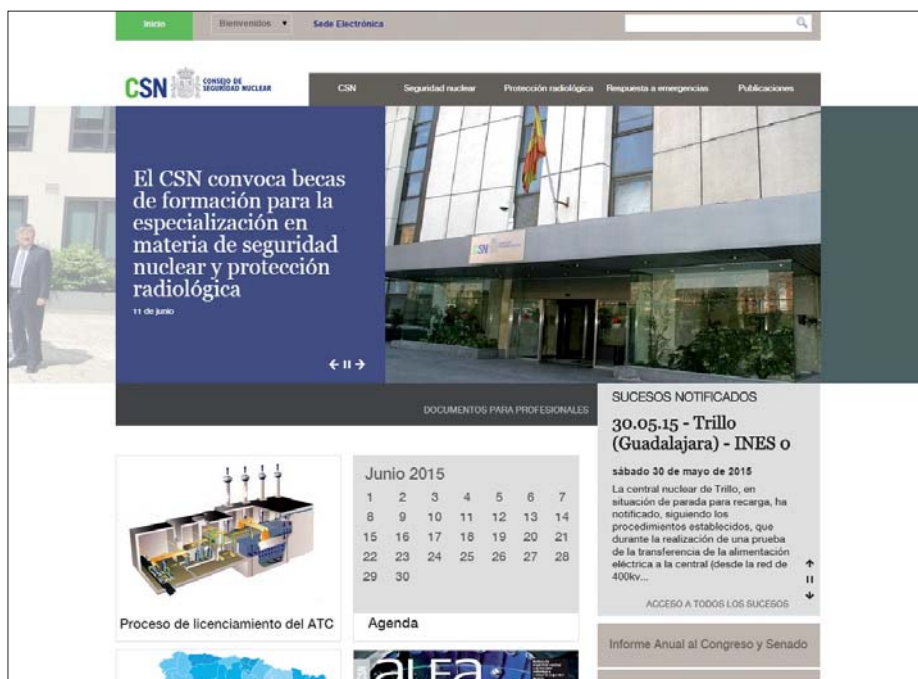 Inicio
Bienvenidos
Sede Electrónica
CSN
CONSEJO DE
SEGURIDAD NUCLEAR
CSN
Seguridad nuclear
Protección radiológica
Respuesta a emergencias
Publicaciones
El CSN convoca becas
de formación para la
especialización en
materia de seguridad
nuclear y protección
radiológica
11 de junio
CSN
DOCUMENTOS PARA PROFESIONALES
SUCESOS NOTIFICADOS
30.05.15 - Trillo
(Guadalajara) - INES 0
sábado 30 de mayo de 2015
La central nuclear de Trillo, en
situación de parada para recarga, ha
notificado, siguiendo los
procedimientos establecidos, que
durante la realización de una prueba
de la transferencia de la alimentación
eléctrica a la central (desde la red de
400kv...
ACCESO A TODOS LOS SUCESOS
Proceso de licenciamiento del ATC
Junio 2015
1 2 3 4 5 6 7
8 9 10 11 12 13 14
15 16 17 18 19 20 21
22 23 24 25 26 27 28
29 30
Agenda
alfa
Informe Anual al Congreso y Senado